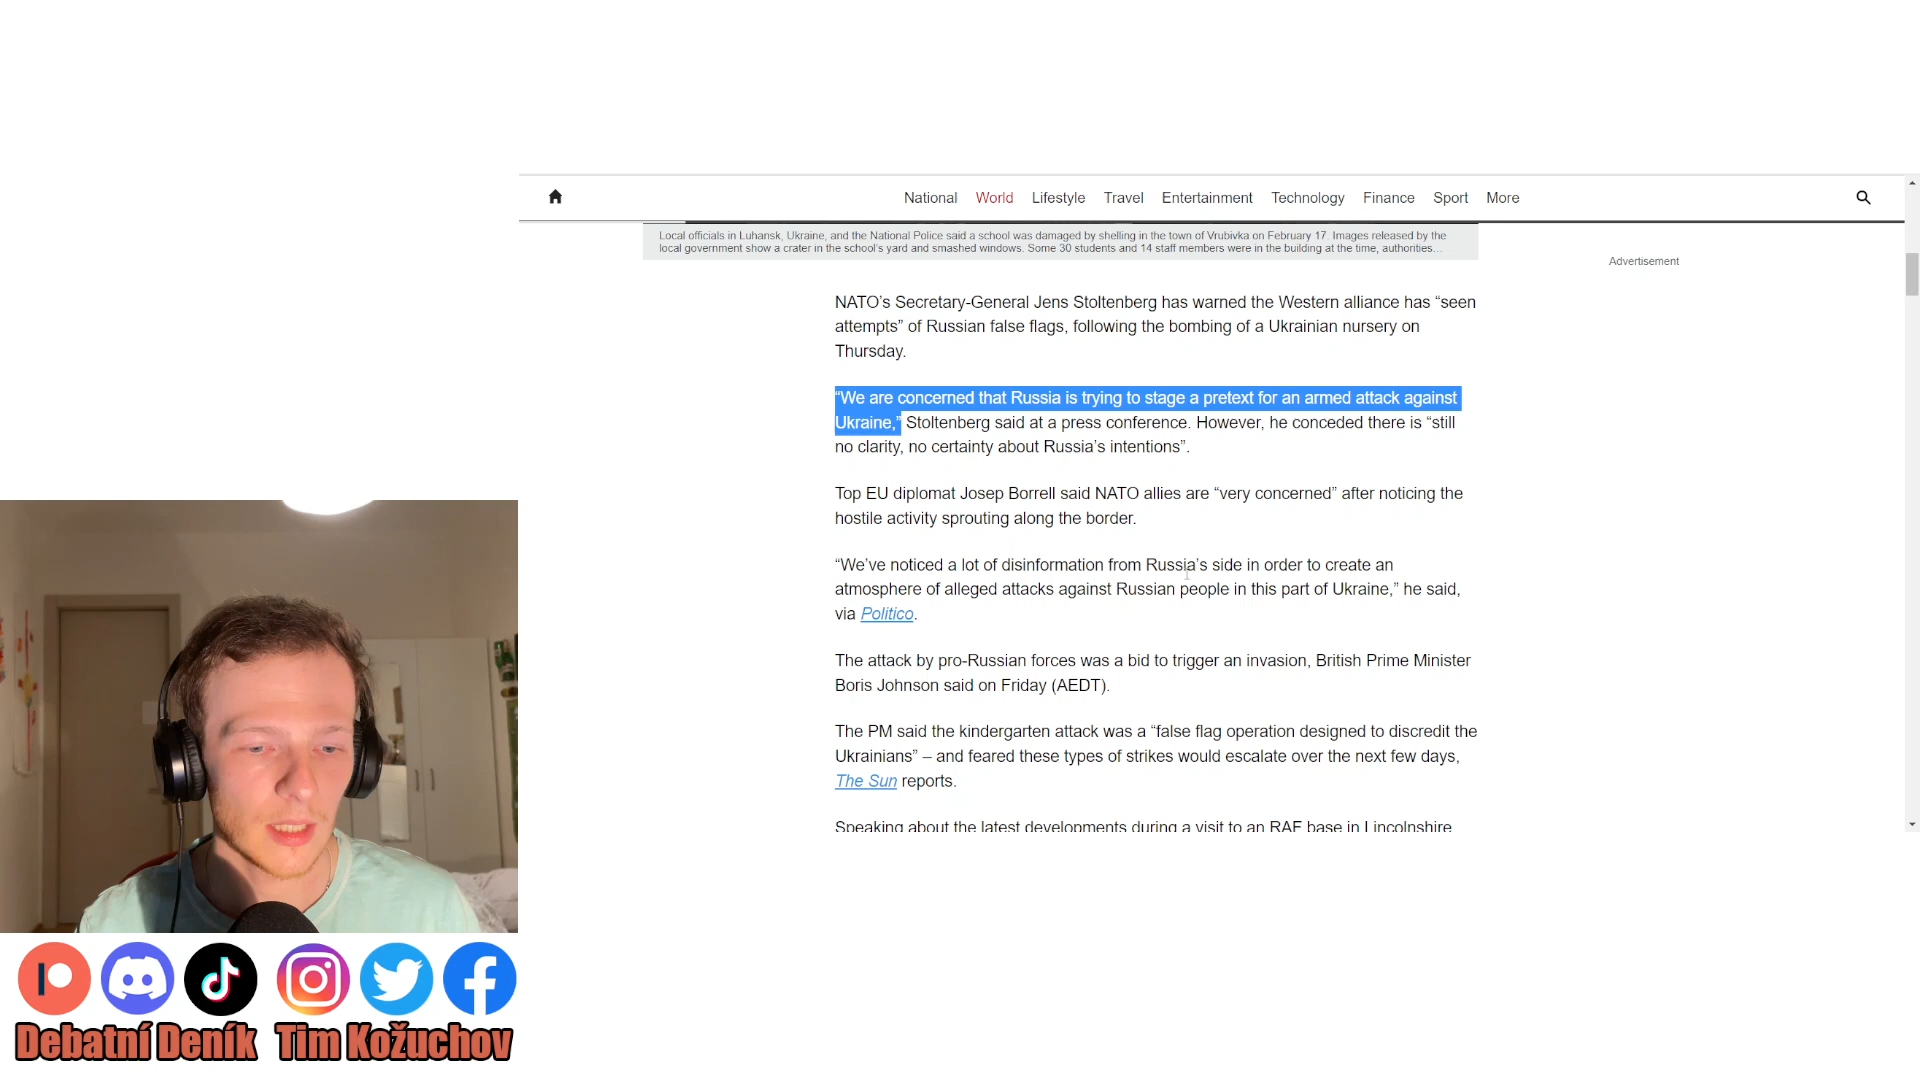 National World Lifestyle Travel Entertainment Technology Finance Sport More
Local officials in Luhansk, Ukraine, and the National Police said a school was damaged by shelling in the town of Vrubivka on February 17. Images released by the
local government show a crater in the school's yard and smashed windows. Some 30 students and 14 staff members were in the building at the time, authorities...
Advertisement
NATO's Secretary-General Jens Stoltenberg has warned the Western alliance has “seen
attempts” of Russian false flags, following the bombing of a Ukrainian nursery on
Thursday.
“We are concerned that Russia is trying to stage a pretext for an armed attack against
Ukraine,” Stoltenberg said at a press conference. However, he conceded there is “still
no clarity, no certainty about Russia's intentions”.
Top EU diplomat Josep Borrell said NATO allies are “very concerned” after noticing the
hostile activity sprouting along the border.
“We've noticed a lot of disinformation from Russia's side in order to create an
atmosphere of alleged attacks against Russian people in this part of Ukraine,” he said,
via Politico.
The attack by pro-Russian forces was a bid to trigger an invasion, British Prime Minister
Boris Johnson said on Friday (AEDT).
The PM said the kindergarten attack was a “false flag operation designed to discredit the
Ukrainians” – and feared these types of strikes would escalate over the next few days,
The Sun reports.
Speaking about the latest developments during a visit to an RAF base in Lincolnshire
Debatní Deník Tim Kožuchov